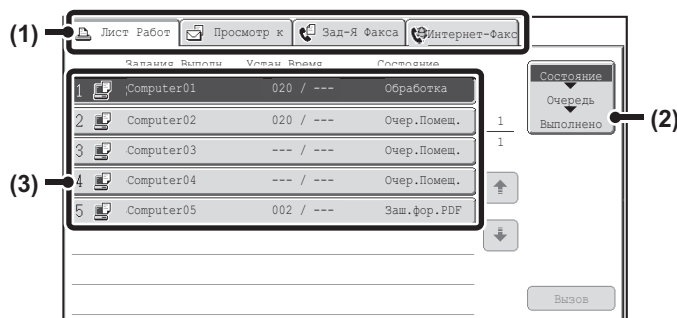 (1) Лист Работ Просмотр к Зад-Я Факса Интернет-Факс
Задания Выполн Устан Время Состояние
1 Computer01 020 / --- Обработка
2 Computer02 020 / --- Очер.Помещ.
3 Computer03 --- / --- Очер.Помещ.
(3) 4 Computer04 --- / --- Очер.Помещ.
5 Computer05 002 / --- Заш.фор.PDF
1
1
Состояние
Очередь
Выполнено
(2)
Вызов